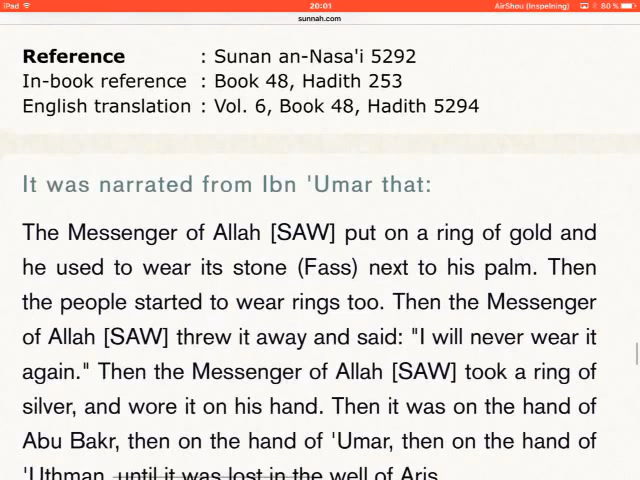 iPad 20:01 AirShou (Inspelning) 80 %
sunnah.com
Reference : Sunan an-Nasa'i 5292
In-book reference : Book 48, Hadith 253
English translation : Vol. 6, Book 48, Hadith 5294
It was narrated from Ibn 'Umar that:
The Messenger of Allah [SAW] put on a ring of gold and
he used to wear its stone (Fass) next to his palm. Then
the people started to wear rings too. Then the Messenger
of Allah [SAW] threw it away and said: "I will never wear it
again." Then the Messenger of Allah [SAW] took a ring of
silver, and wore it on his hand. Then it was on the hand of
Abu Bakr, then on the hand of 'Umar, then on the hand of
'Uthman, until it was lost in the well of Aris.